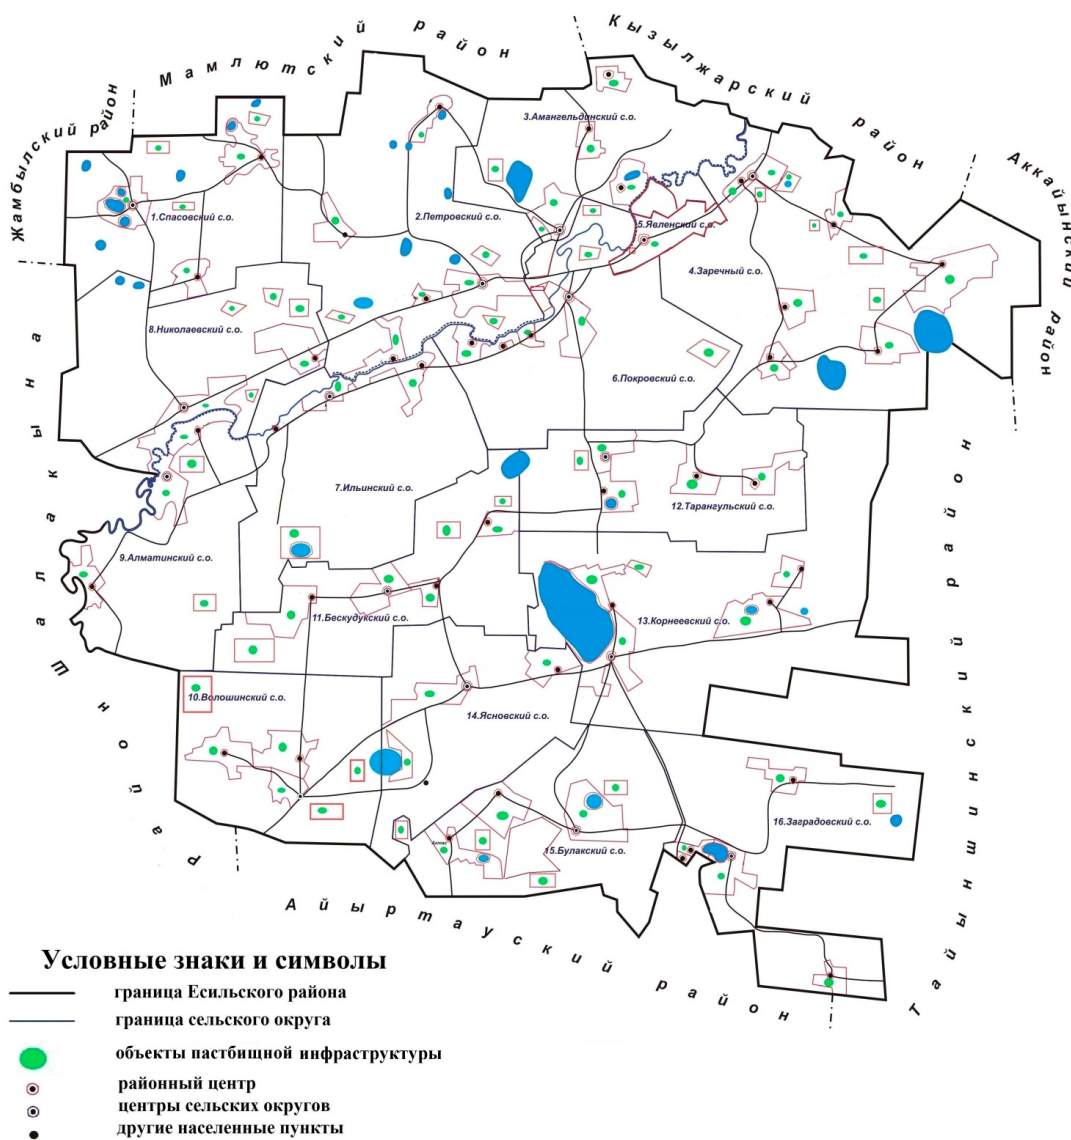 Мамлютский район
Кызылжарский район
Жамбылский район
Аккайынский район
3.Амангельдинский с.о.
1.Спасовский с.о.
2.Петровский с.о.
5.Явленский с.о.
4.Заречный с.о.
8.Николаевский с.о.
6.Покровский с.о.
7.Ильинский с.о.
12.Тарангульский с.о.
9.Алматинский с.о.
11.Бескудукский с.о.
13.Корнеевский с.о.
10.Волошинский с.о.
14.Ясновский с.о.
16.Заградовский с.о.
15.Булакский с.о.
Шал акына
район
Айыртауский район
Тайыншинский район
Условные знаки и символы
граница Есильского района
граница сельского округа
объекты пастбищной инфраструктуры
районный центр
центры сельских округов
другие населенные пункты